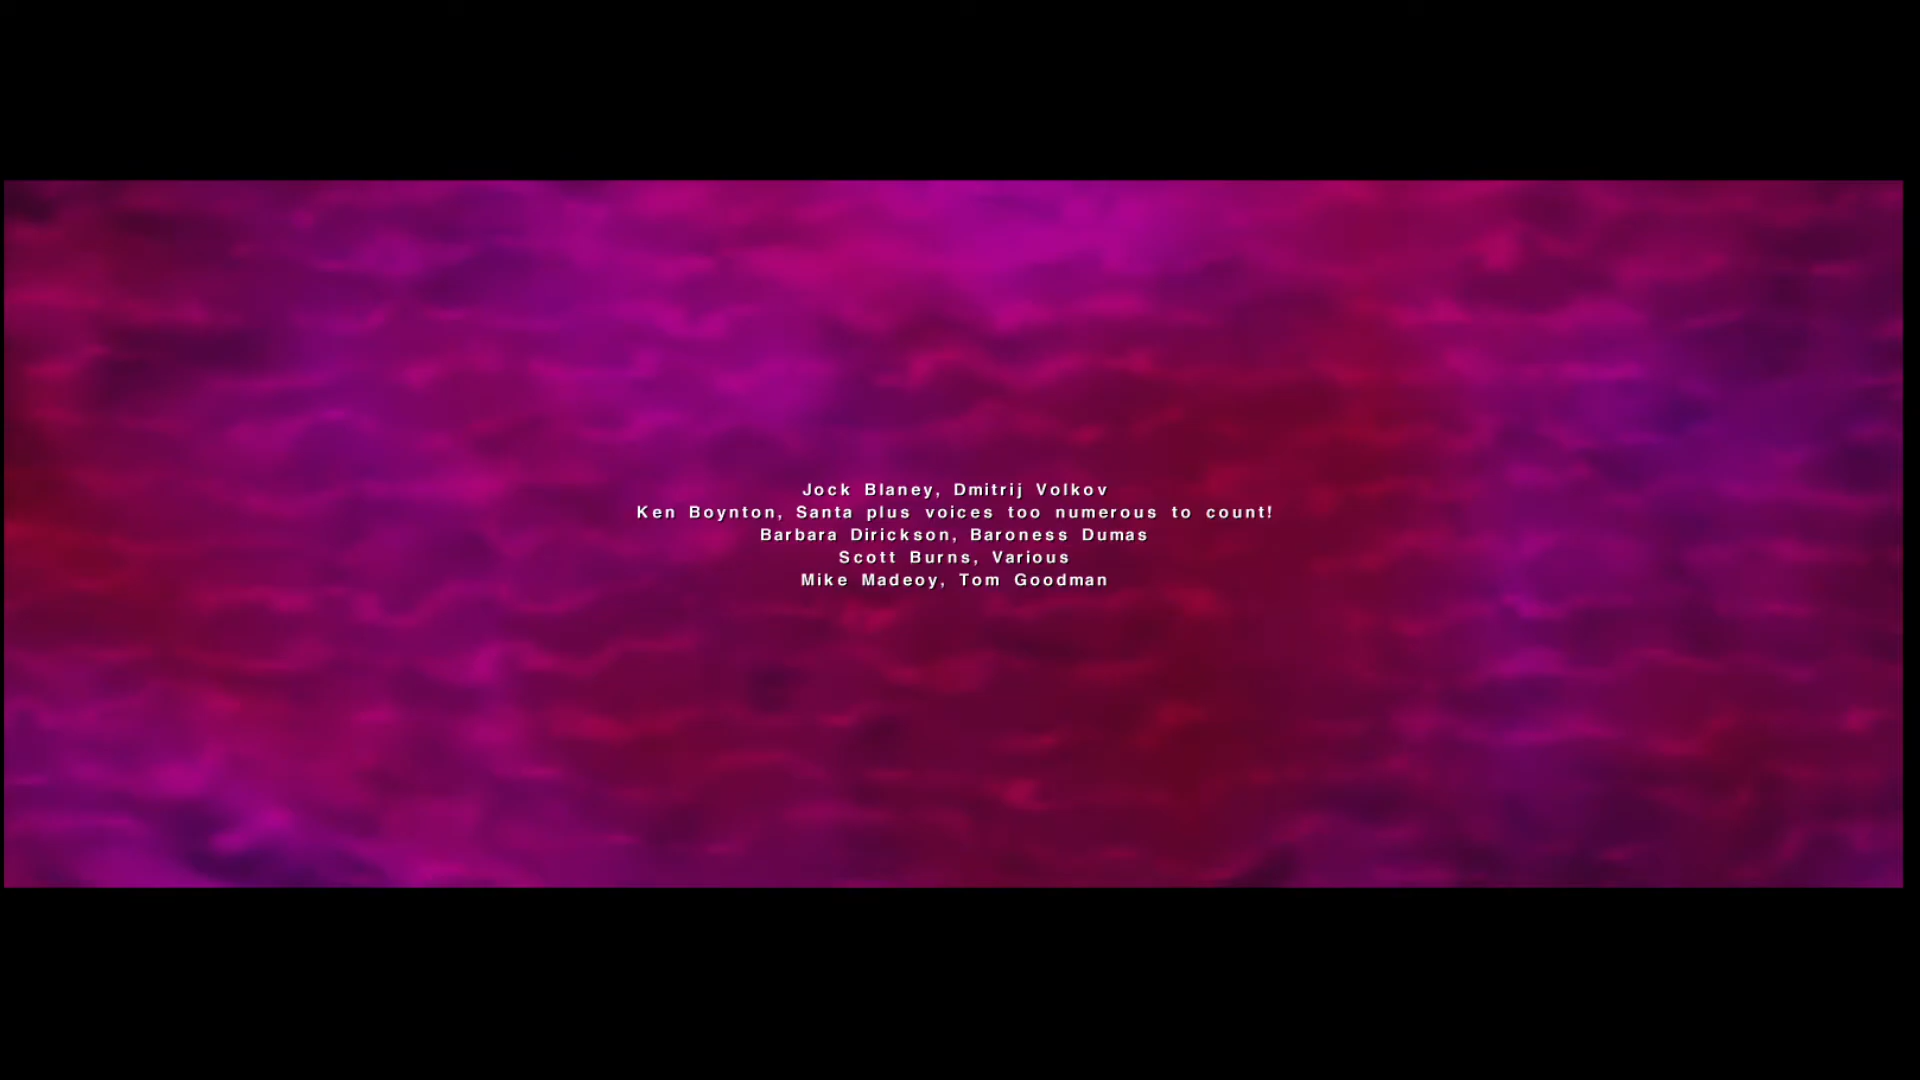 Jock Blaney, Dmitrij Volkov
Ken Boynton, Santa plus voices too numerous to count!
Barbara Dirickson, Baroness Dumas
Scott Burns, Various
Mike Madeoy, Tom Goodman